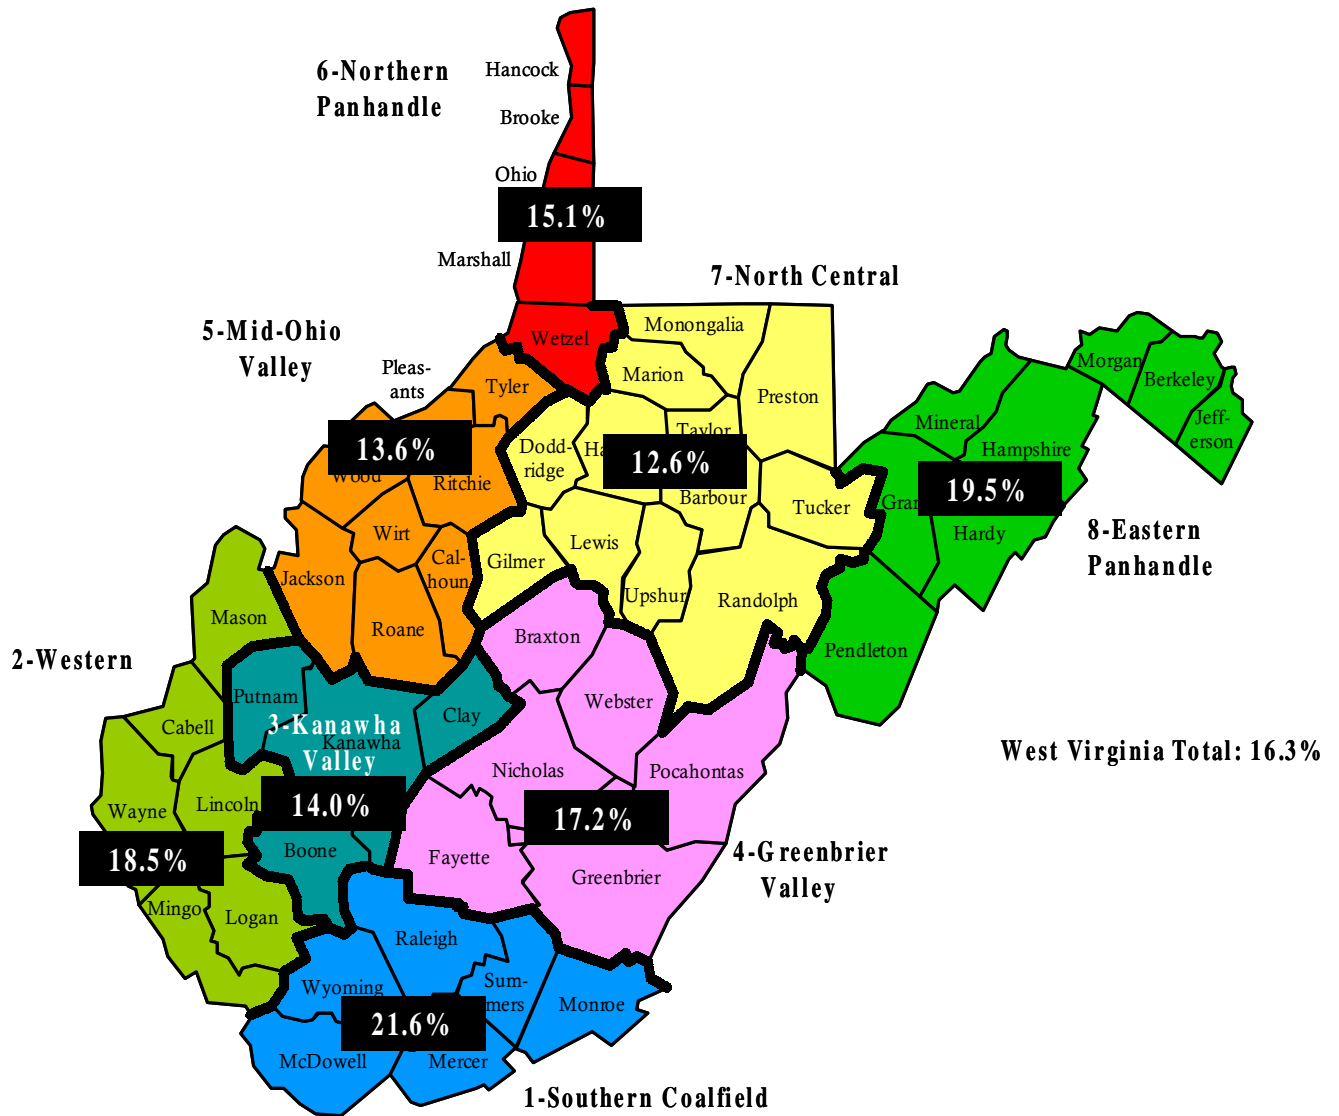 6-Northern
Panhandle
Hancock
Brooke
Ohio
15.1%
Marshall
7-North Central
5-Mid-Ohio
Valley
Wetzel
Monongalia
Pleas-
ants
Tyler
Marion
Preston
Morgan
Berkeley
Jeff-
erson
Mineral
Hampshire
13.6%
Wood
Ritchie
Dodd-
ridge
Taylor
12.6%
Barbour
Tucker
19.5%
Hardy
8-Eastern
Panhandle
Wirt
Cal-
houn
Gilmer
Lewis
Upshur
Randolph
Jackson
Roane
Mason
Braxton
Pendleton
2-Western
Putnam
Cabell
3-Kanawha
Valley
Kanawha
Clay
Webster
West Virginia Total: 16.3%
Nicholas
Pocahontas
Wayne
Lincoln
14.0%
17.2%
18.5%
Boone
Fayette
Greenbrier
4-Greenbrier
Valley
Mingo
Logan
Raleigh
Wyoming
Sum-
mers
Monroe
21.6%
McDowell
Mercer
1-Southern Coalfield